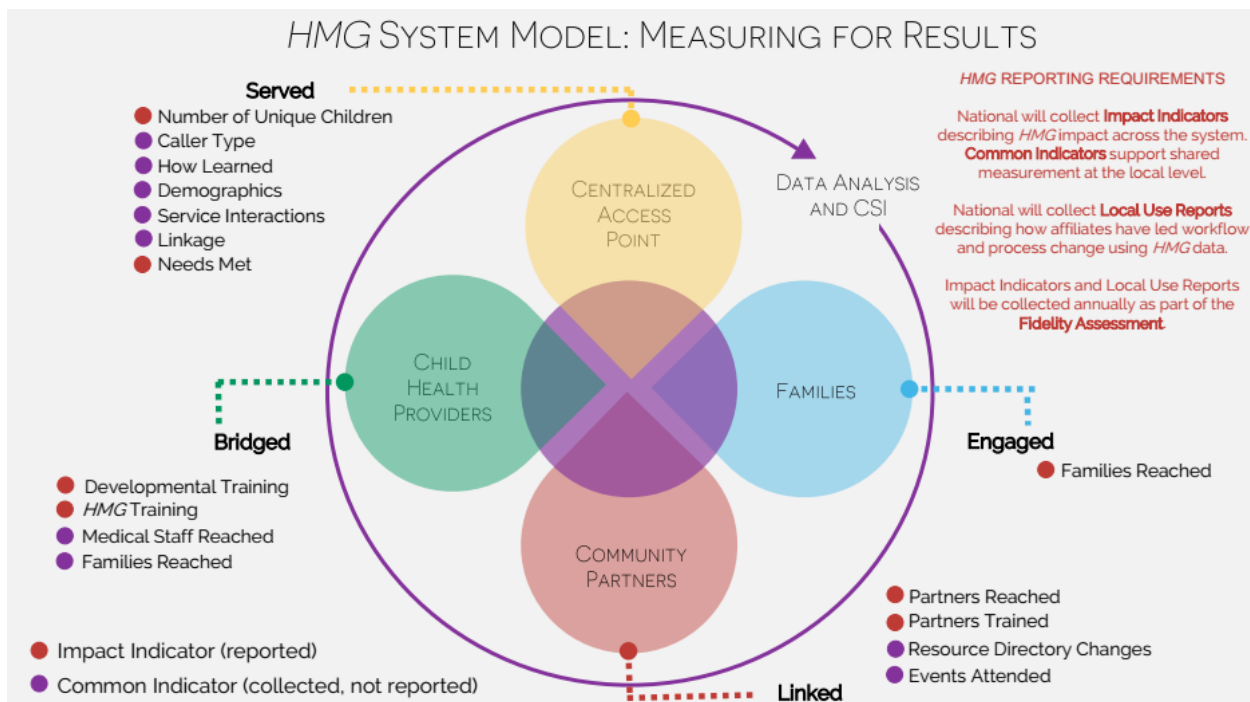 HMG SYSTEM MODEL: MEASURING FOR RESULTS
Served
Number of Unique Children
Caller Type
How Learned
Demographics
Service Interactions
Linkage
Needs Met
CENTRALIZED
ACCESS
POINT
DATA ANALYSIS
AND CSI
HMG REPORTING REQUIREMENTS
National will collect Impact Indicators
describing HMG impact across the system.
Common Indicators support shared
measurement at the local level.
National will collect Local Use Reports
describing how affiliates have led workflow
and process change using HMG data.
Impact Indicators and Local Use Reports
will be collected annually as part of the
Fidelity Assessment.
CHILD
HEALTH
PROVIDERS
FAMILIES
Bridged
Developmental Training
HMG Training
Medical Staff Reached
Families Reached
Engaged
Families Reached
COMMUNITY
PARTNERS
Partners Reached
Partners Trained
Resource Directory Changes
Events Attended
Linked
Impact Indicator (reported)
Common Indicator (collected, not reported)